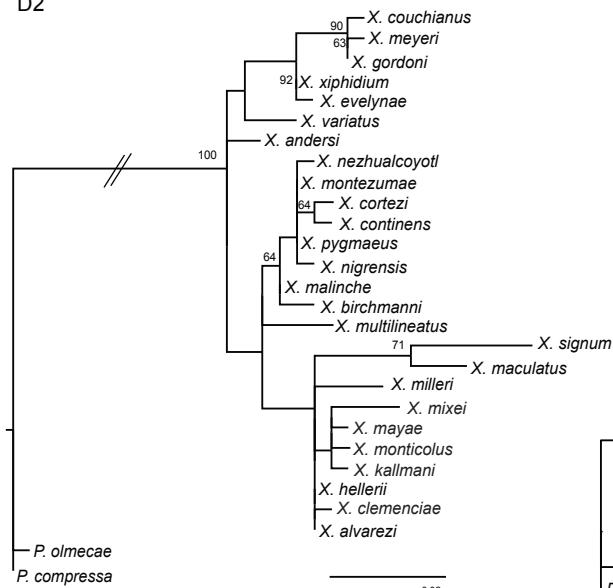 D2
90
X. couchianus
X. meyeri
63
X. gordoni
92
X. xiphidium
X. evelynae
X. variatus
X. andersi
100
X. nezhualcoyotl
X. montezumae
64
X. cortezi
X. continens
X. pygmaeus
64
X. nigrensis
X. malinche
X. birchmanni
X. multilineatus
71
X. signum
X. maculatus
X. milleri
X. mixei
X. mayae
X. monticolus
X. kallmani
X. hellerii
X. clemenciae
X. alvarezi
P. olmecae
P. compressa